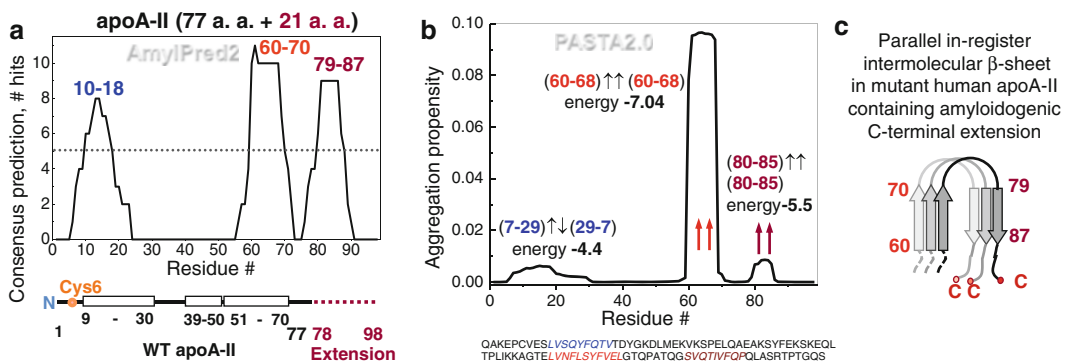 apoA-II (77 a. a. + 21 a. a.)
a
AmylPred2
60-70
79-87
10-18
Consensus prediction, # hits
10
8
6
4
2
0
0 10 20 30 40 50 60 70 80 90
Residue #
Cys6
N
1
9 - 30 39-50 51 - 70
77 78 98
WT apoA-II
Extension
b
PASTA2.0
Aggregation propensity
0.10
0.08
0.06
0.04
0.02
0.00
(60-68)↑↑ (60-68)
energy -7.04
(80-85)↑↑
(80-85)
energy-5.5
(7-29)↑↓ (29-7)
energy -4.4
0 20 40 60 80
Residue #
QAKEPCVESLVSQYFQTVTDYGKDLMEKVKSPELQAEAKSYFEKSKEQL
TPLIKKAGTELVNFLSYFVELGTQPATQGSVQTIVFQPQLASRTPTGQS
c
Parallel in-register
intermolecular β-sheet
in mutant human apoA-II
containing amyloidogenic
C-terminal extension
70
79
60
87
C C C